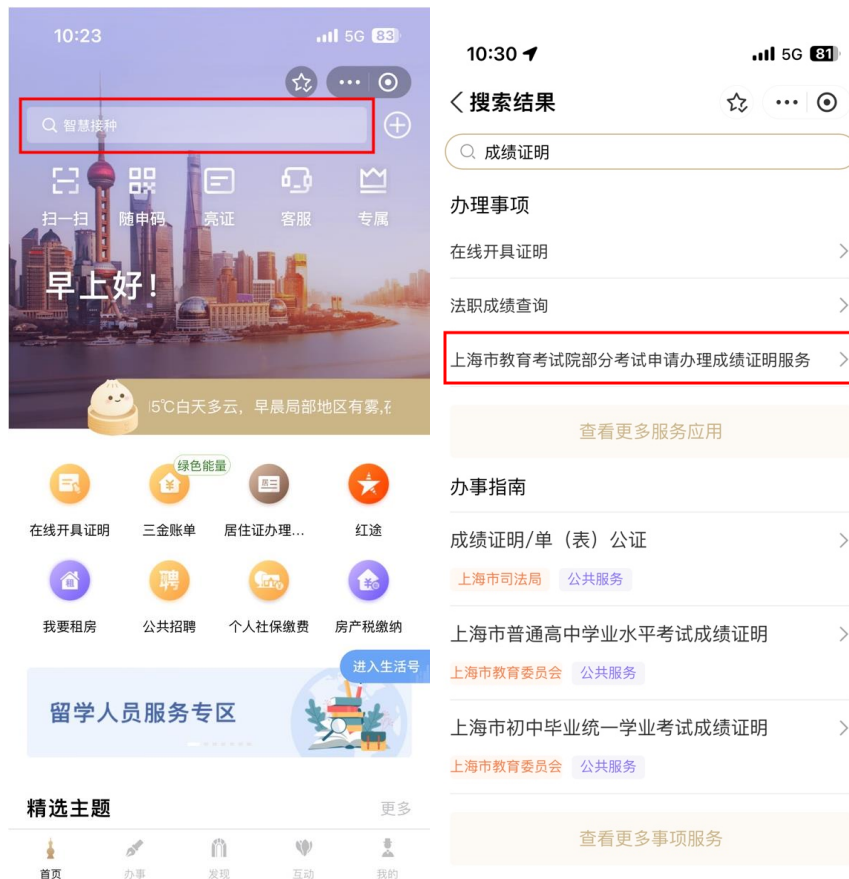 10:23
5G 83
智慧接种
扫一扫
随申码
亮证
客服
专属
早上好！
5℃白天多云，早晨局部地区有雾,在
绿色能量
在线开具证明
三金账单
居住证办理...
红途
聘
我要租房
公共招聘
个人社保缴费
房产税缴纳
进入生活号
留学人员服务专区
精选主题
更多
首页
办事
发现
互动
我的
10:30
5G 81
搜索结果
成绩证明
办理事项
在线开具证明
法职成绩查询
上海市教育考试院部分考试申请办理成绩证明服务
查看更多服务应用
办事指南
成绩证明/单（表）公证
上海市司法局 公共服务
上海市普通高中学业水平考试成绩证明
上海市教育委员会 公共服务
上海市初中毕业统一学业考试成绩证明
上海市教育委员会 公共服务
查看更多事项服务